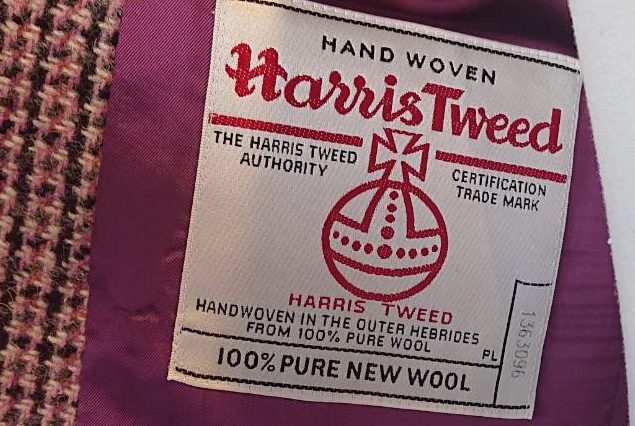 HAND WOVEN
Harris Tweed
THE HARRIS TWEED
AUTHORITY
CERTIFICATION
TRADE MARK
HARRIS TWEED
HANDWOVEN IN THE OUTER HEBRIDES
FROM 100% PURE WOOL
PL
1363096
100% PURE NEW WOOL